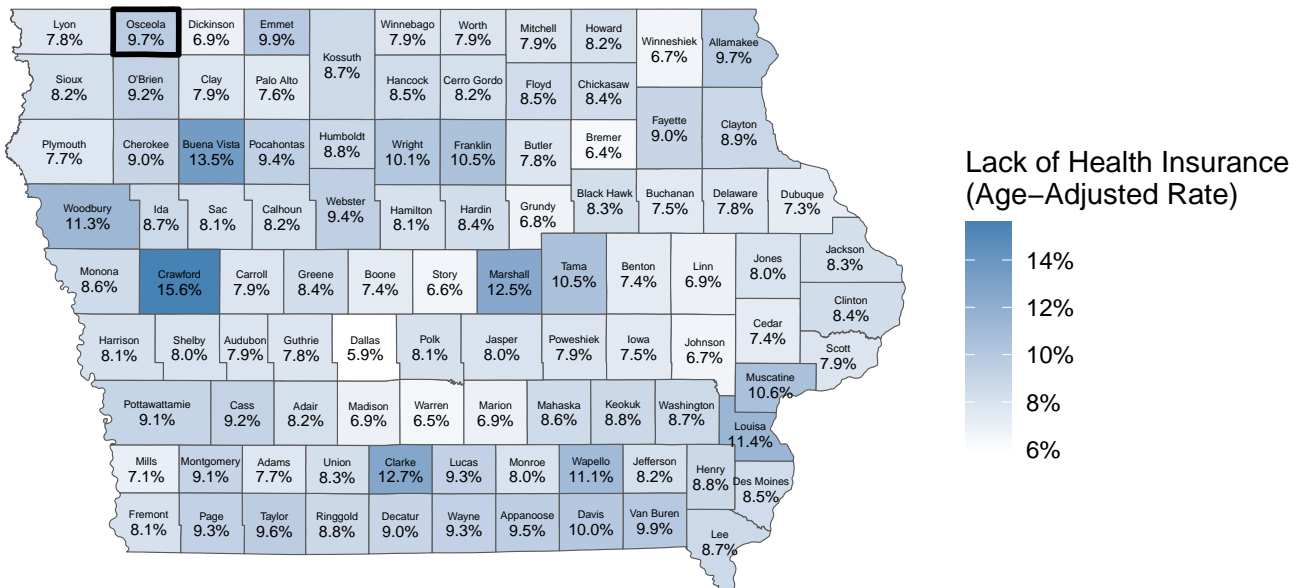 Lyon
7.8%
Osceola
9.7%
Dickinson
6.9%
Emmet
9.9%
Kossuth
8.7%
Winnebago
7.9%
Worth
7.9%
Mitchell
7.9%
Howard
8.2%
Winneshiek
6.7%
Allamakee
9.7%
Sioux
8.2%
O'Brien
9.2%
Clay
7.9%
Palo Alto
7.6%
Hancock
8.5%
Cerro Gordo
8.2%
Floyd
8.5%
Chickasaw
8.4%
Fayette
9.0%
Clayton
8.9%
Plymouth
7.7%
Cherokee
9.0%
Buena Vista
13.5%
Pocahontas
9.4%
Humboldt
8.8%
Wright
10.1%
Franklin
10.5%
Butler
7.8%
Bremer
6.4%
Woodbury
11.3%
Ida
8.7%
Sac
8.1%
Calhoun
8.2%
Webster
9.4%
Hamilton
8.1%
Hardin
8.4%
Grundy
6.8%
Black Hawk
8.3%
Buchanan
7.5%
Delaware
7.8%
Dubuque
7.3%
Monona
8.6%
Crawford
15.6%
Carroll
7.9%
Greene
8.4%
Boone
7.4%
Story
6.6%
Marshall
12.5%
Tama
10.5%
Benton
7.4%
Linn
6.9%
Jones
8.0%
Jackson
8.3%
Clinton
8.4%
Harrison
8.1%
Shelby
8.0%
Audubon
7.9%
Guthrie
7.8%
Dallas
5.9%
Polk
8.1%
Jasper
8.0%
Poweshiek
7.9%
Iowa
7.5%
Johnson
6.7%
Cedar
7.4%
Scott
7.9%
Muscatine
10.6%
Pottawattamie
9.1%
Cass
9.2%
Adair
8.2%
Madison
6.9%
Warren
6.5%
Marion
6.9%
Mahaska
8.6%
Keokuk
8.8%
Washington
8.7%
Louisa
11.4%
Mills
7.1%
Montgomery
9.1%
Adams
7.7%
Union
8.3%
Clarke
12.7%
Lucas
9.3%
Monroe
8.0%
Wapello
11.1%
Jefferson
8.2%
Henry
8.8%
Des Moines
8.5%
Fremont
8.1%
Page
9.3%
Taylor
9.6%
Ringgold
8.8%
Decatur
9.0%
Wayne
9.3%
Appanoose
9.5%
Davis
10.0%
Van Buren
9.9%
Lee
8.7%
Lack of Health Insurance
(Age−Adjusted Rate)
14%
12%
10%
8%
6%